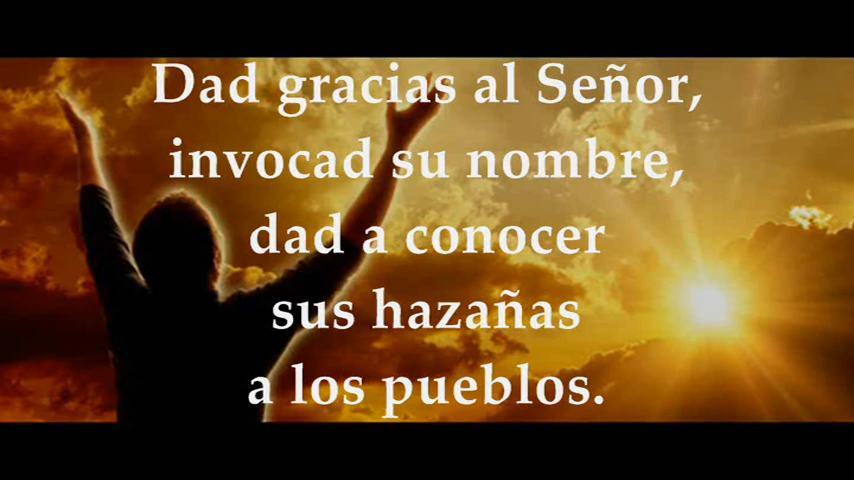 Dad gracias al Señor,
invocad su nombre,
dad a conocer
sus hazañas
a los pueblos.